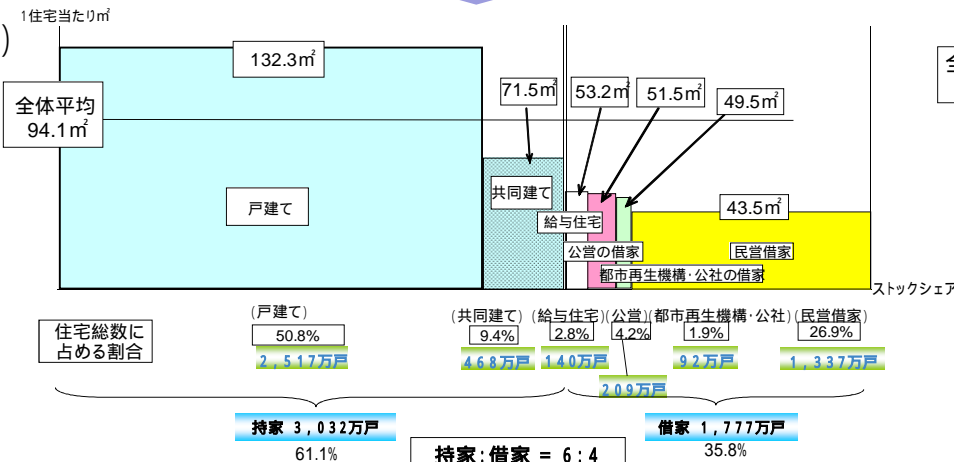 1住宅当たり㎡
)
132.3㎡
全
全体平均
94.1㎡
71.5㎡
53.2㎡
51.5㎡
49.5㎡
戸建て
共同建て
給与住宅
公営の借家
都市再生機構･公社の借家
43.5㎡
民営借家
ストックシェア
住宅総数に
占める割合
(戸建て) (共同建て) (給与住宅)(公営)(都市再生機構･公社) (民営借家)
50.8% 9.4% 2.8% 4.2% 1.9% 26.9%
2,517万戸 468万戸 140万戸 92万戸 1,337万戸
209万戸
持家 3,032万戸 借家 1,777万戸
61.1% 35.8%
持家:借家 = 6:4